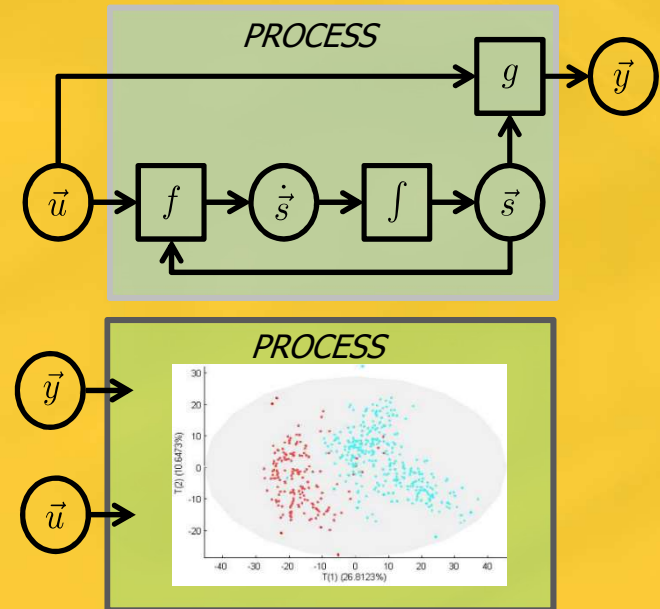 PROCESS
g
y⃗
u⃗
f
ṡ⃗
∫
s⃗
PROCESS
y⃗
u⃗
30
20
10
0
-10
-20
T(2) (10.6473%)
-40 -30 -20 -10 0 10 20 30 40
T(1) (26.8123%)